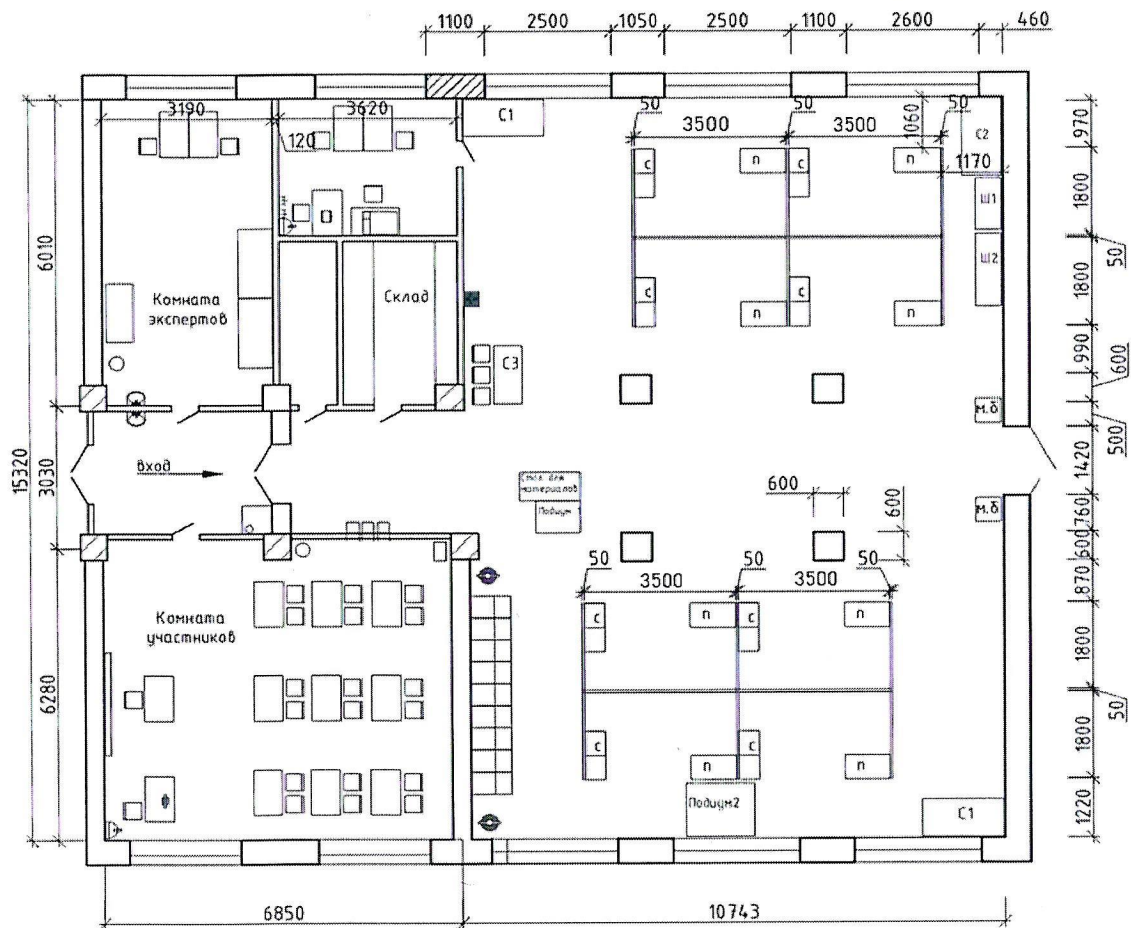 1100 2500 1050 2500 1100 2600 460
3190
3620
120
С1
50
50
50
3500
3500
1060
С2
1170
970
Ш1
1800
Ш2
50
1800
с
п
с
п
с
п
с
п
6010
Комната
экспертов
Склад
С3
990
600
м.б
500
1420
15320
3030
вход
Стол для
материалов
Подиум 1
600
600
м.б
760
600
870
50
50
50
3500
3500
Комната
участников
с
п
с
п
1800
50
6280
с
п
с
п
1800
Подиум2
С1
1220
6850
10743